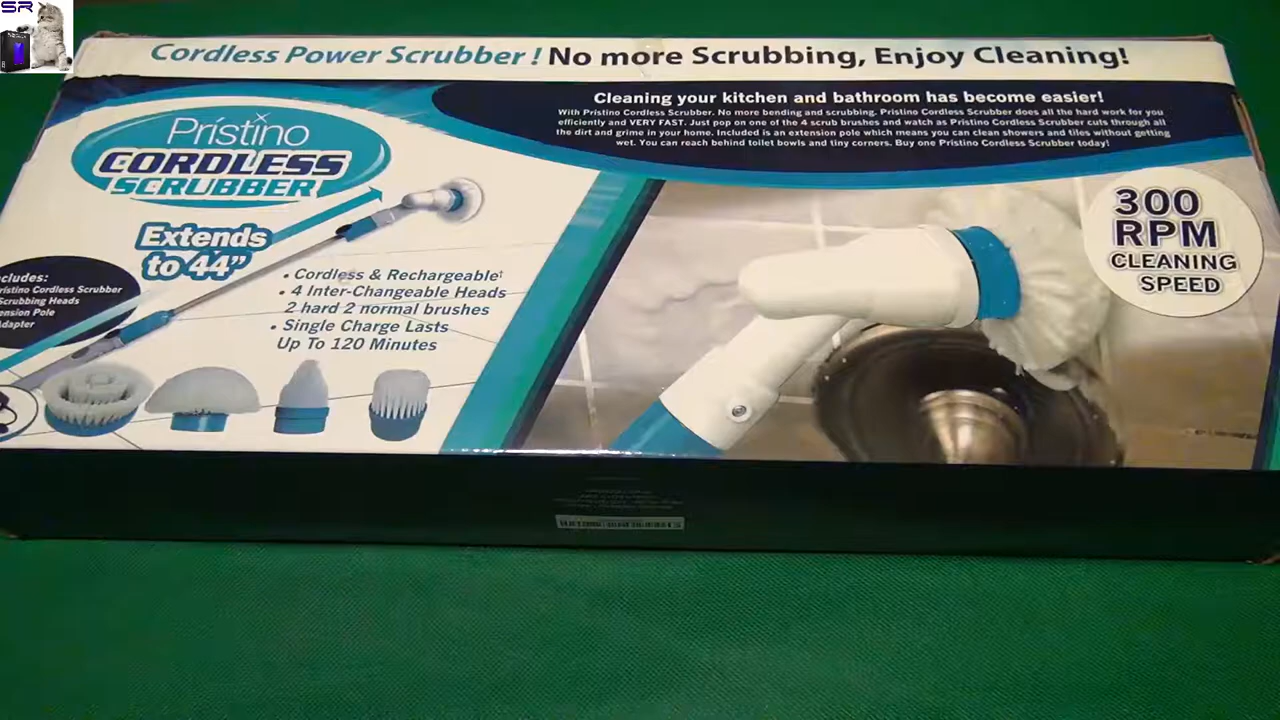 SR
Cordless Power Scrubber ! No more Scrubbing, Enjoy Cleaning!
Cleaning your kitchen and bathroom has become easier!
With Pristino Cordless Scrubber. No more bending and scrubbing. Pristino Cordless Scrubber does all the hard work for you
efficiently and VERY FAST. Just pop on one of the 4 scrub brushes and watch as Pristino Cordless Scrubber cuts through all
the dirt and grime in your home. Included is an extension pole which means you can clean showers and tiles without getting
wet. You can reach behind toilet bowls and tiny corners. Buy one Pristino Cordless Scrubber today!
Prístino
CORDLESS
SCRUBBER
Extends
to 44”
cludes:
ristino Cordless Scrubber
Scrubbing Heads
ension Pole
dapter
• Cordless & Rechargeable†
• 4 Inter-Changeable Heads
2 hard 2 normal brushes
• Single Charge Lasts
Up To 120 Minutes
300
RPM
CLEANING
SPEED